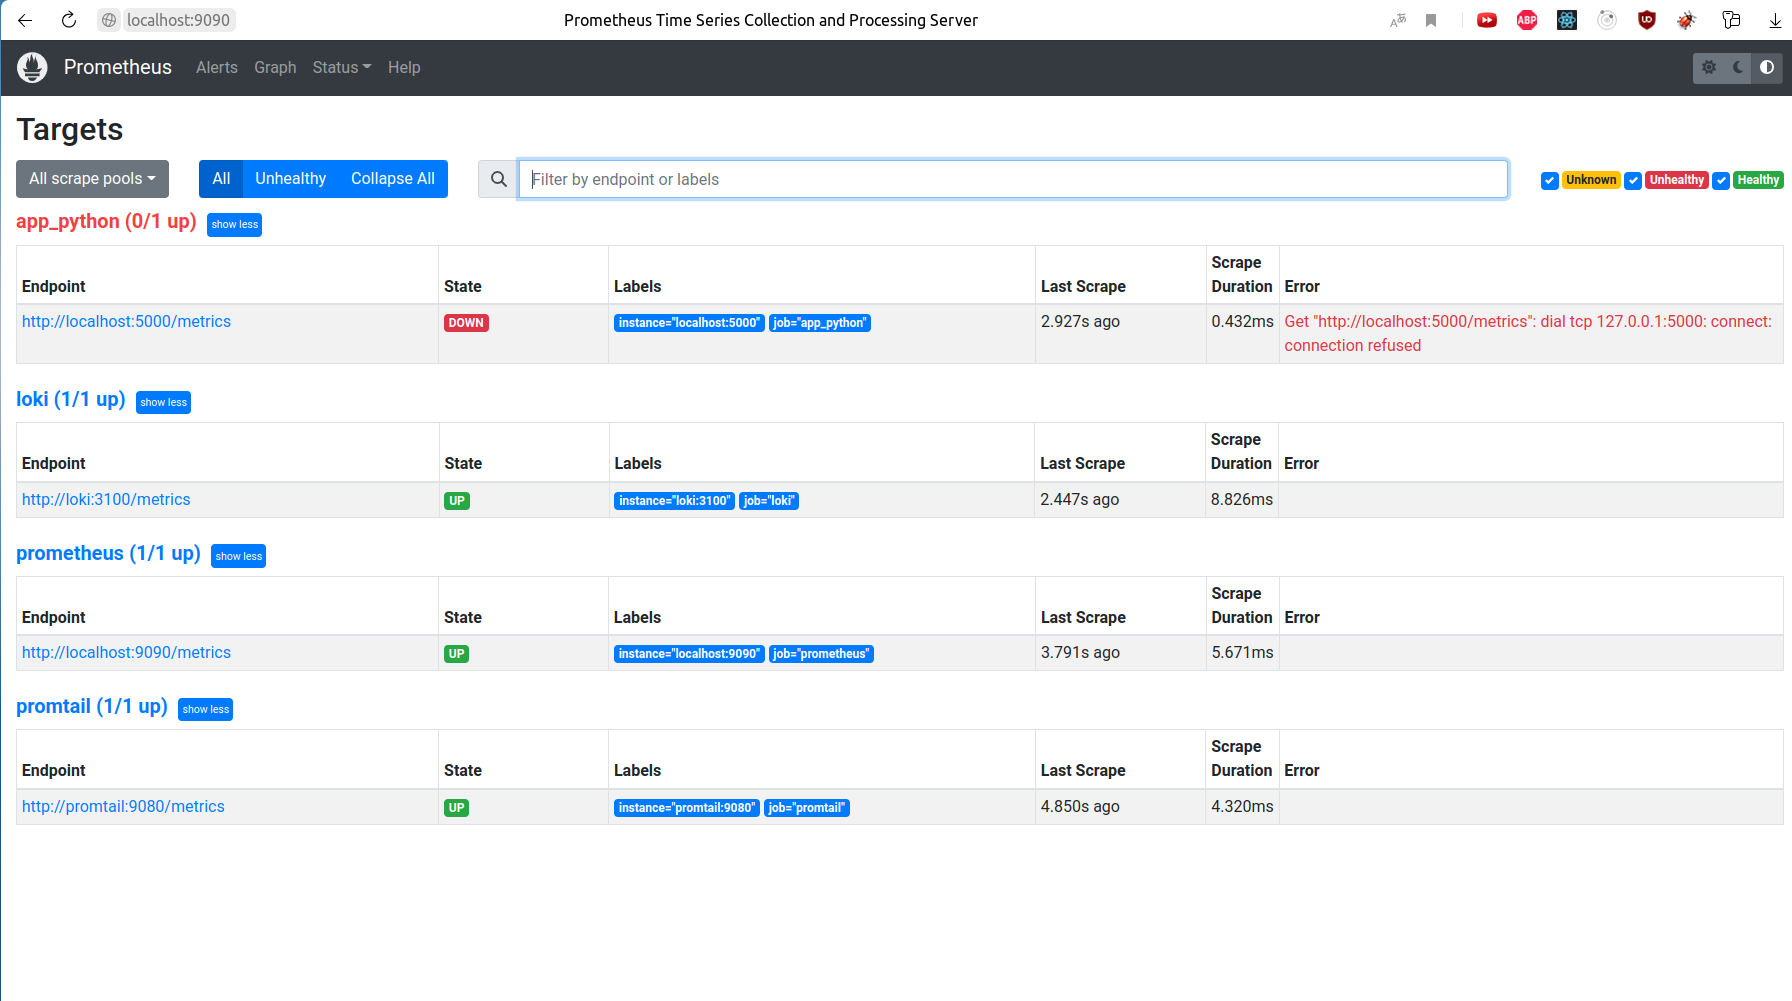 localhost:9090 Prometheus Time Series Collection and Processing Server ABP
Prometheus Alerts Graph Status Help
Targets
All scrape pools All Unhealthy Collapse All Filter by endpoint or labels Unknown Unhealthy Healthy
app_python (0/1 up) show less
Endpoint State Labels Last Scrape Scrape Duration Error
http://localhost:5000/metrics DOWN instance="localhost:5000" job="app_python" 2.927s ago 0.432ms Get "http://localhost:5000/metrics": dial tcp 127.0.0.1:5000: connect:
connection refused
loki (1/1 up) show less
Endpoint State Labels Last Scrape Scrape Duration Error
http://loki:3100/metrics UP instance="loki:3100" job="loki" 2.447s ago 8.826ms
prometheus (1/1 up) show less
Endpoint State Labels Last Scrape Scrape Duration Error
http://localhost:9090/metrics UP instance="localhost:9090" job="prometheus" 3.791s ago 5.671ms
promtail (1/1 up) show less
Endpoint State Labels Last Scrape Scrape Duration Error
http://promtail:9080/metrics UP instance="promtail:9080" job="promtail" 4.850s ago 4.320ms